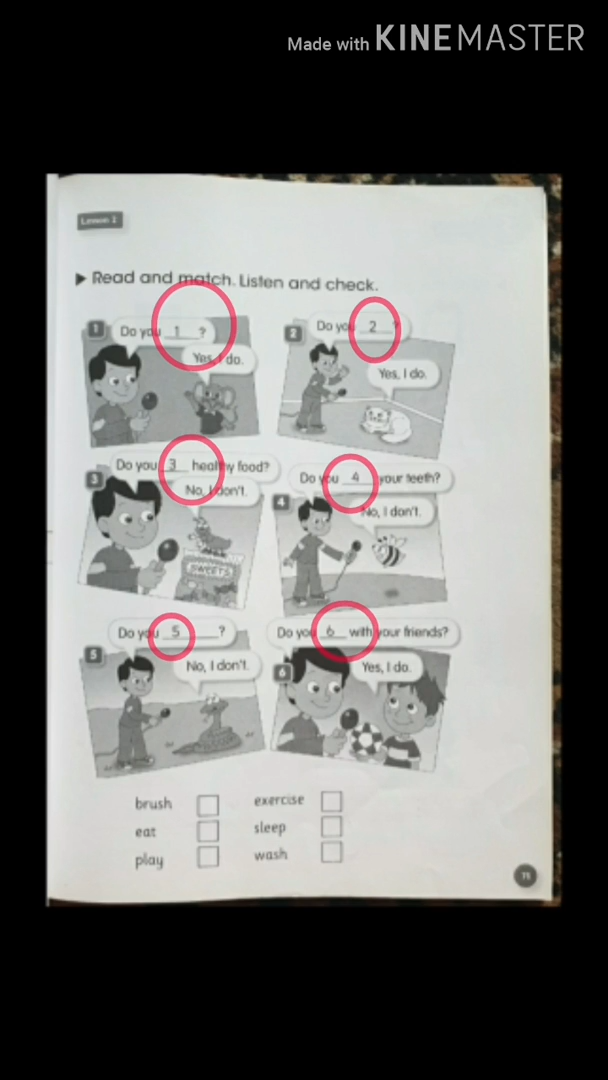 Made with KINEMASTER
Lesson 1
Read and match. Listen and check.
1
Do you 1 ?
Yes, I do.
2
Do you 2 ?
Yes, I do.
3
Do you 3 healthy food?
No, I don't.
SWEETS
4
Do you 4 your teeth?
No, I don't.
5
Do you 5 ?
No, I don't.
6
Do you 6 with your friends?
Yes, I do.
brush
eat
play
exercise
sleep
wash
11